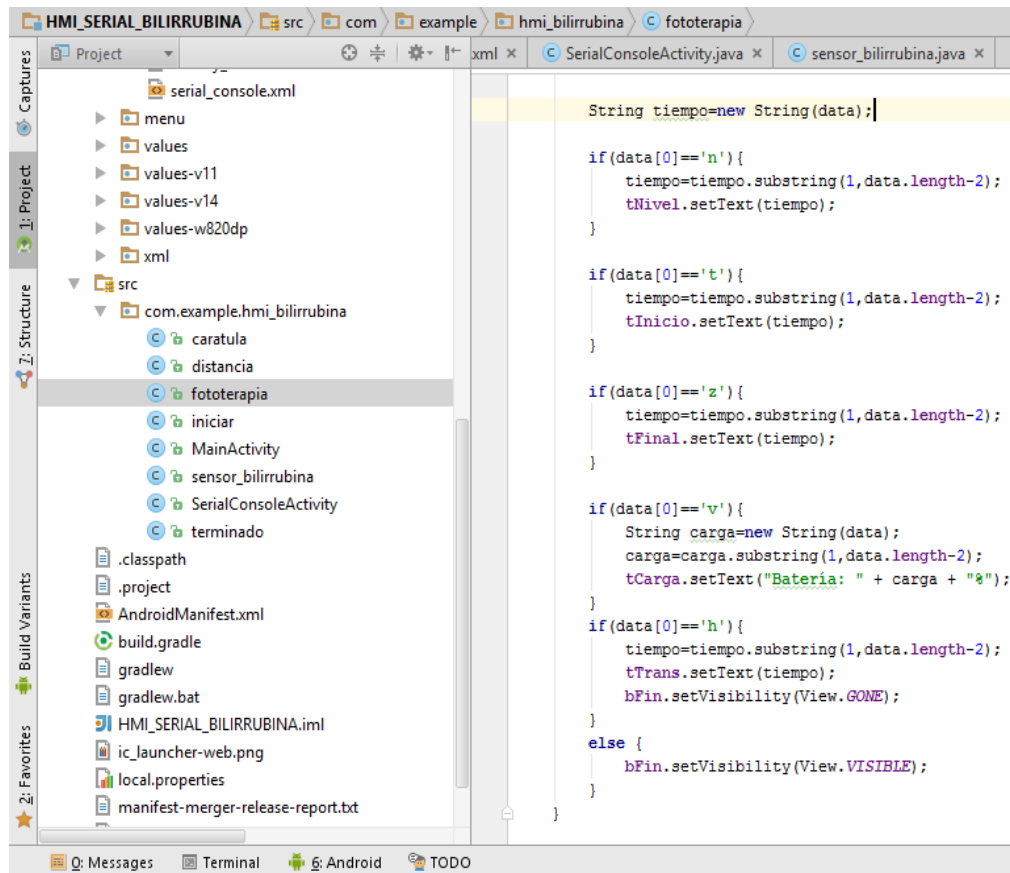 HMI_SERIAL_BILIRRUBINA src com example hmi_bilirrubina fototerapia
Captures
1: Project
7: Structure
Build Variants
2: Favorites
Project
serial_console.xml
menu
values
values-v11
values-v14
values-w820dp
xml
src
com.example.hmi_bilirrubina
caratula
distancia
fototerapia
iniciar
MainActivity
sensor_bilirrubina
SerialConsoleActivity
terminado
.classpath
.project
AndroidManifest.xml
build.gradle
gradlew
gradlew.bat
HMI_SERIAL_BILIRRUBINA.iml
ic_launcher-web.png
local.properties
manifest-merger-release-report.txt
xml × SerialConsoleActivity.java × sensor_bilirrubina.java ×
String tiempo=new String(data);
if(data[0]=='n'){
tiempo=tiempo.substring(1,data.length-2);
tNivel.setText(tiempo);
}
if(data[0]=='t'){
tiempo=tiempo.substring(1,data.length-2);
tInicio.setText(tiempo);
}
if(data[0]=='z'){
tiempo=tiempo.substring(1,data.length-2);
tFinal.setText(tiempo);
}
if(data[0]=='v'){
String carga=new String(data);
carga=carga.substring(1,data.length-2);
tCarga.setText("Batería: " + carga + "%");
}
if(data[0]=='h'){
tiempo=tiempo.substring(1,data.length-2);
tTrans.setText(tiempo);
bFin.setVisibility(View.GONE);
}
else {
bFin.setVisibility(View.VISIBLE);
}
}
0: Messages Terminal 6: Android TODO